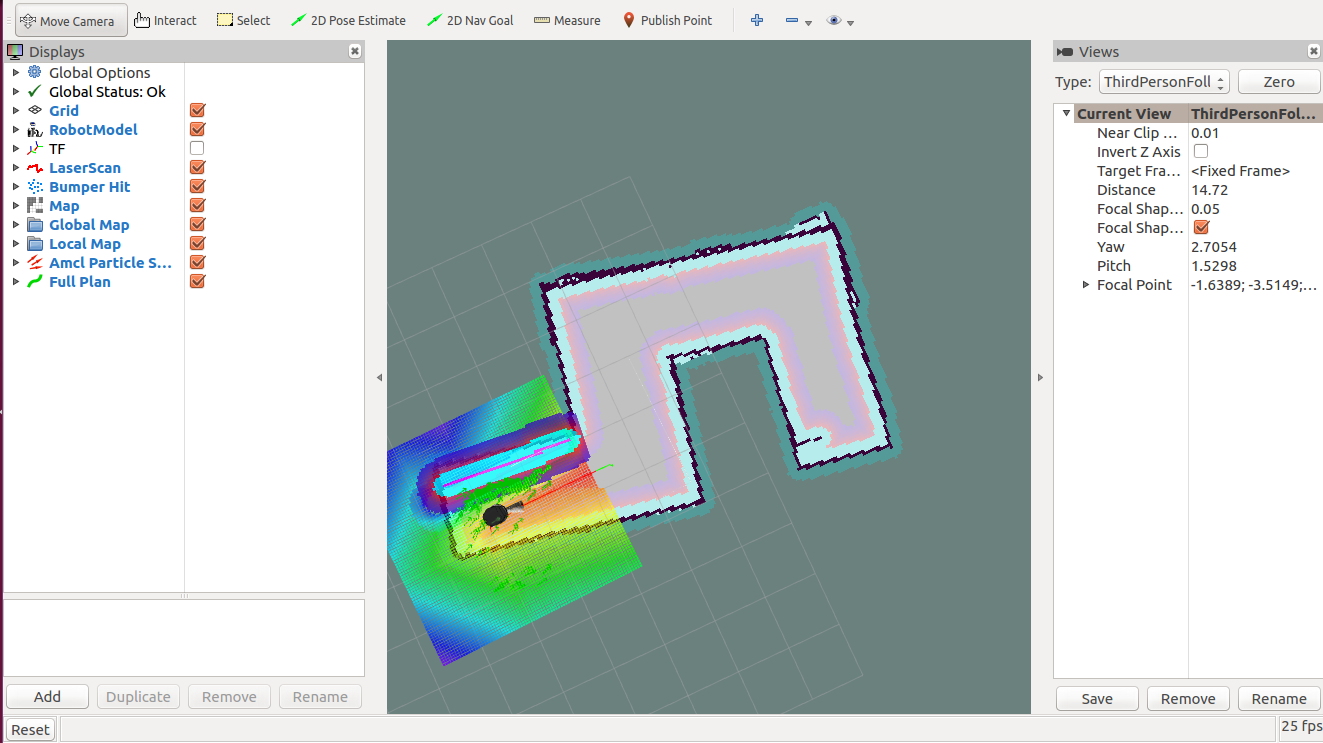 Move Camera Interact Select 2D Pose Estimate 2D Nav Goal Measure Publish Point
Displays
Global Options
Global Status: Ok
Grid
RobotModel
TF
LaserScan
Bumper Hit
Map
Global Map
Local Map
Amcl Particle S...
Full Plan
Add Duplicate Remove Rename
Views
Type: ThirdPersonFoll Zero
Current View ThirdPersonFol...
Near Clip ... 0.01
Invert Z Axis
Target Fra... <Fixed Frame>
Distance 14.72
Focal Shap... 0.05
Focal Shap...
Yaw 2.7054
Pitch 1.5298
Focal Point -1.6389; -3.5149;...
Save Remove Rename
Reset 25 fps